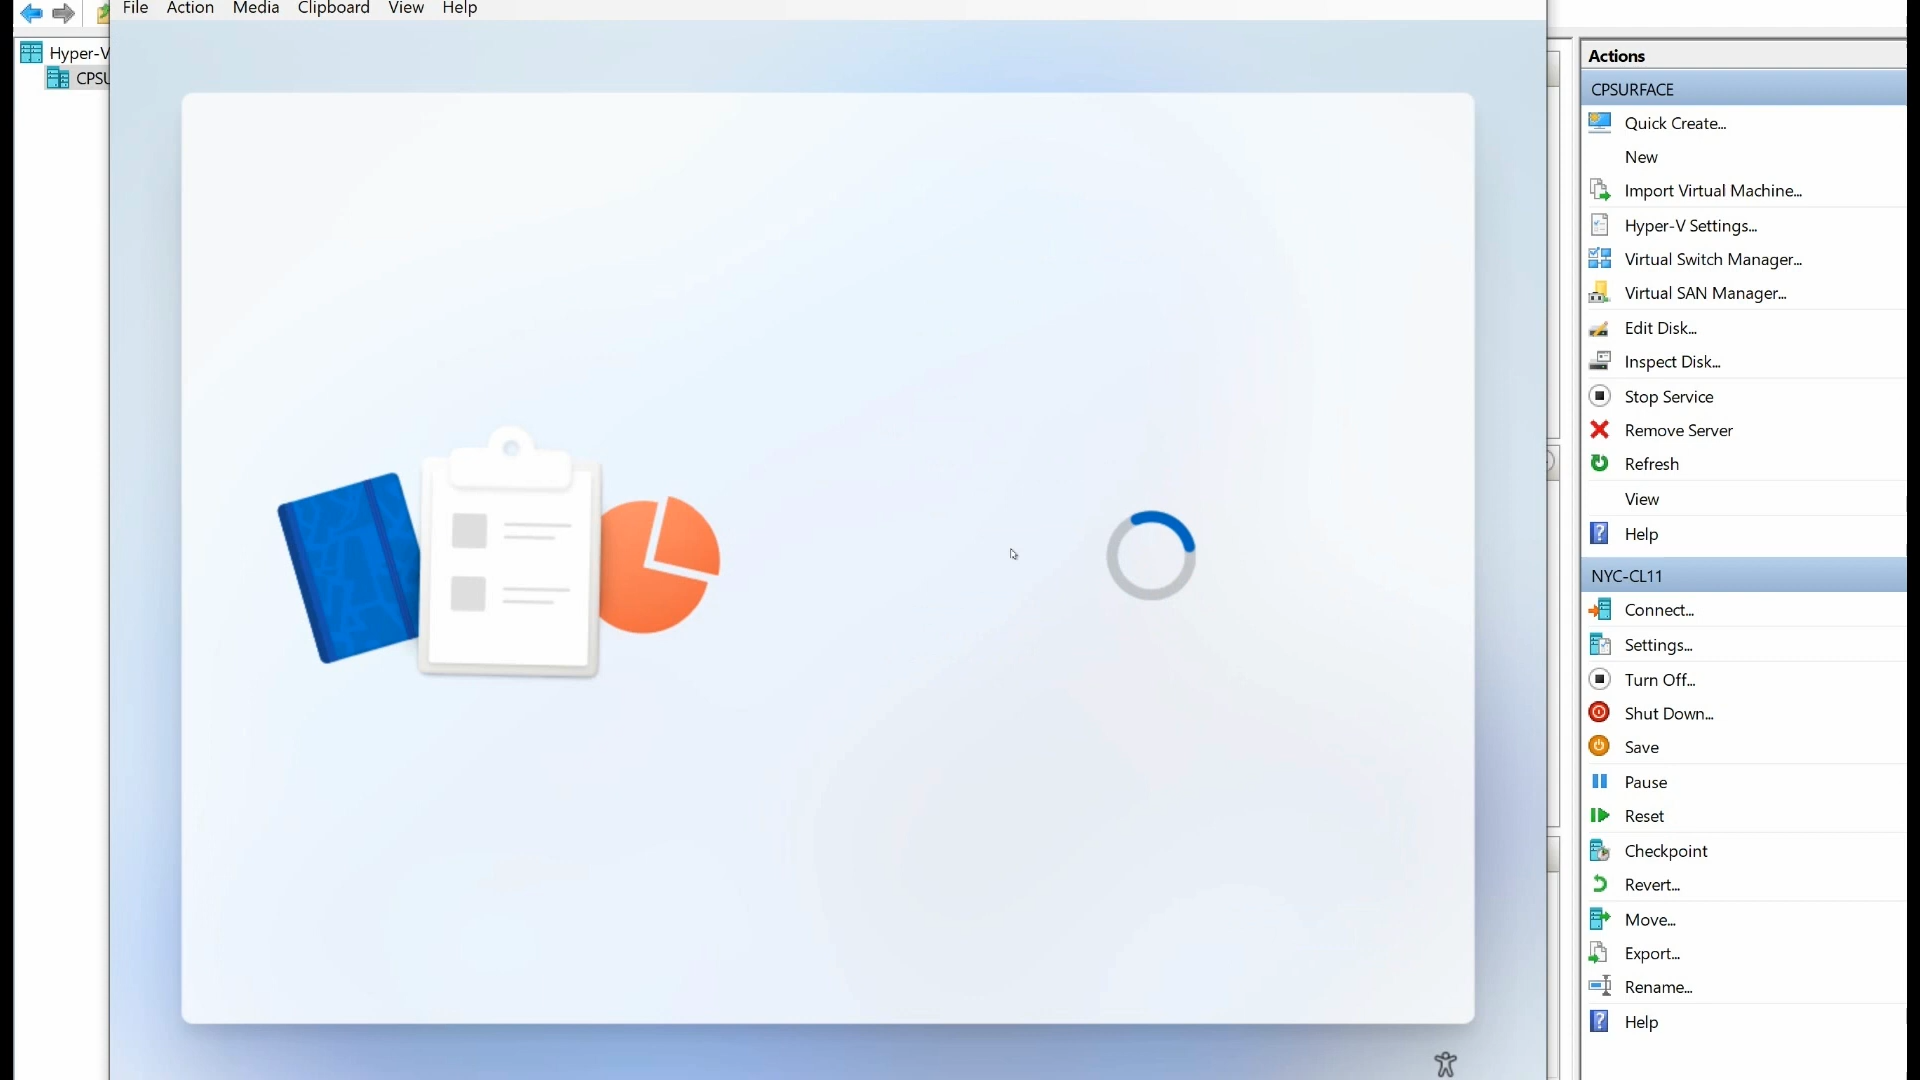 File Action Media Clipboard View Help
Hyper-V
CPSU
Actions
CPSURFACE
Quick Create...
New
Import Virtual Machine...
Hyper-V Settings...
Virtual Switch Manager...
Virtual SAN Manager...
Edit Disk...
Inspect Disk...
Stop Service
Remove Server
Refresh
View
Help
NYC-CL11
Connect...
Settings...
Turn Off...
Shut Down...
Save
Pause
Reset
Checkpoint
Revert...
Move...
Export...
Rename...
Help